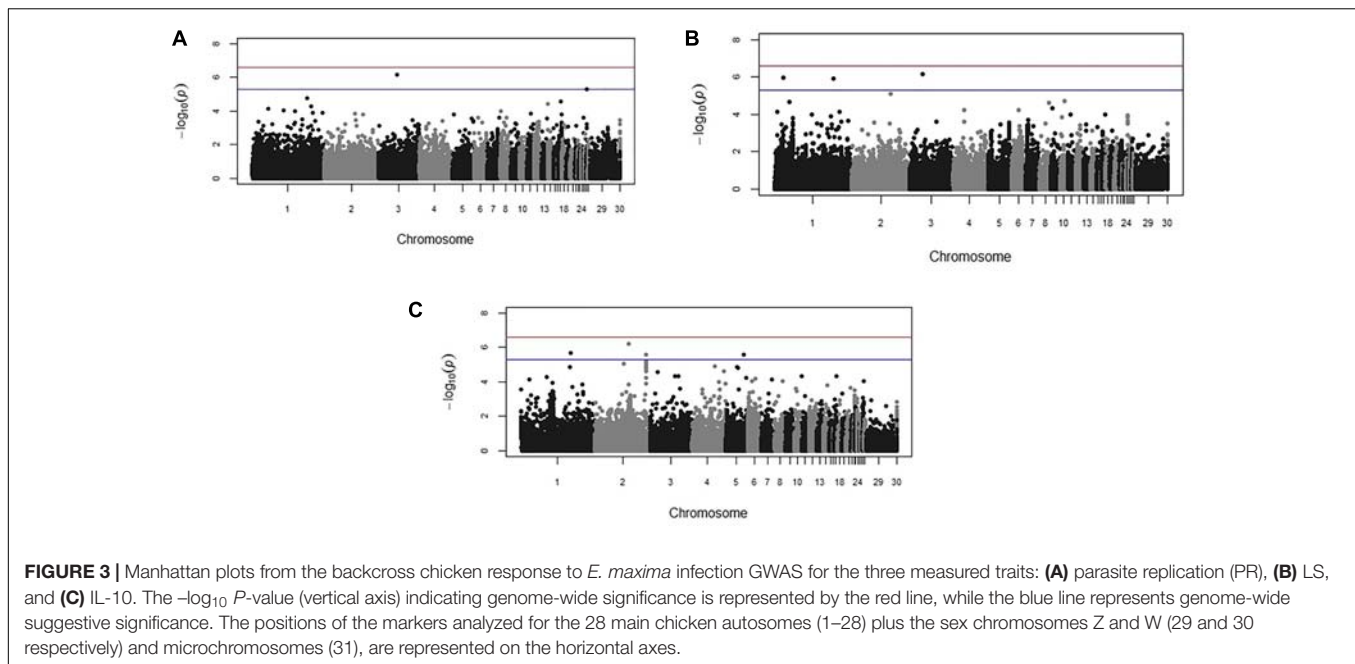 A
8
6
4
2
0
−log10(p)
1 2 3 4 5 6 7 8 10 13 18 24 29 30
Chromosome
B
8
6
4
2
0
−log10(p)
1 2 3 4 5 6 7 8 10 13 18 24 29 30
Chromosome
C
8
6
4
2
0
−log10(p)
1 2 3 4 5 6 7 8 10 13 18 24 29 30
Chromosome
FIGURE 3 | Manhattan plots from the backcross chicken response to E. maxima infection GWAS for the three measured traits: (A) parasite replication (PR), (B) LS,
and (C) IL-10. The –log10 P-value (vertical axis) indicating genome-wide significance is represented by the red line, while the blue line represents genome-wide
suggestive significance. The positions of the markers analyzed for the 28 main chicken autosomes (1–28) plus the sex chromosomes Z and W (29 and 30
respectively) and microchromosomes (31), are represented on the horizontal axes.